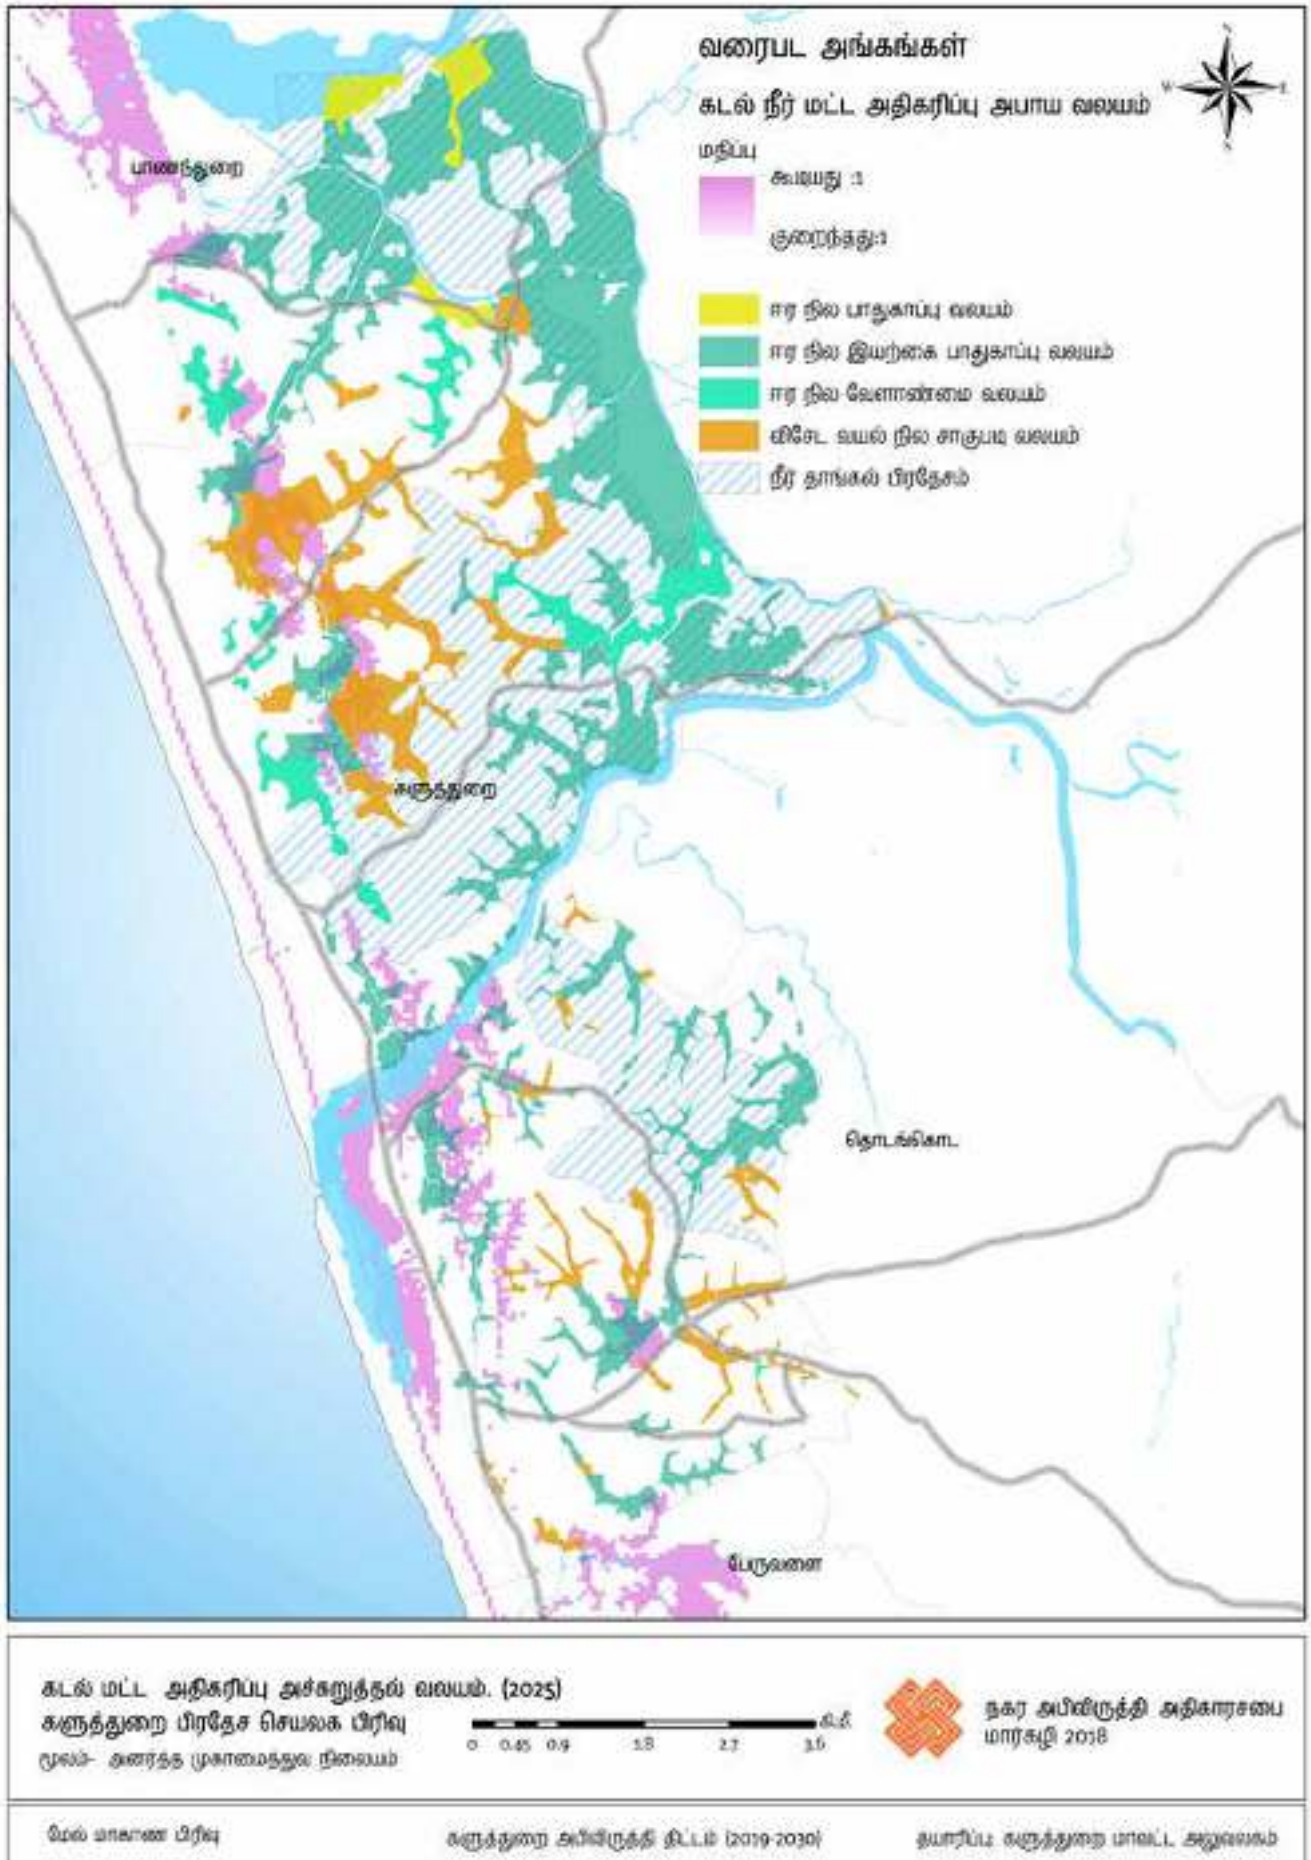 வரைபட அங்கங்கள்
கடல் நீர் மட்ட அதிகரிப்பு அபாய வலயம்
மதிப்பு
கூடியது :1
குறைந்தது:1
ஈர நில பாதுகாப்பு வலயம்
ஈர நில இயற்கை பாதுகாப்பு வலயம்
ஈர நில வேளாண்மை வலயம்
விசேட வயல் நில சாகுபடி வலயம்
நீர் தாங்கல் பிரதேசம்
N
W E
S
பாணந்துறை
களுத்துறை
தொடங்கொட
பேருவளை
கடல் மட்ட அதிகரிப்பு அச்சுறுத்தல் வலயம். (2025)
களுத்துறை பிரதேச செயலக பிரிவு
மூலம்- அனர்த்த முகாமைத்துவ நிலையம்
கி.மீ
0 0.45 0.9 1.8 2.7 3.6
நகர அபிவிருத்தி அதிகாரசபை
மார்கழி 2018
மேல் மாகாண பிரிவு
களுத்துறை அபிவிருத்தி திட்டம் (2019-2030)
தயாரிப்பு களுத்துறை மாவட்ட அலுவலகம்